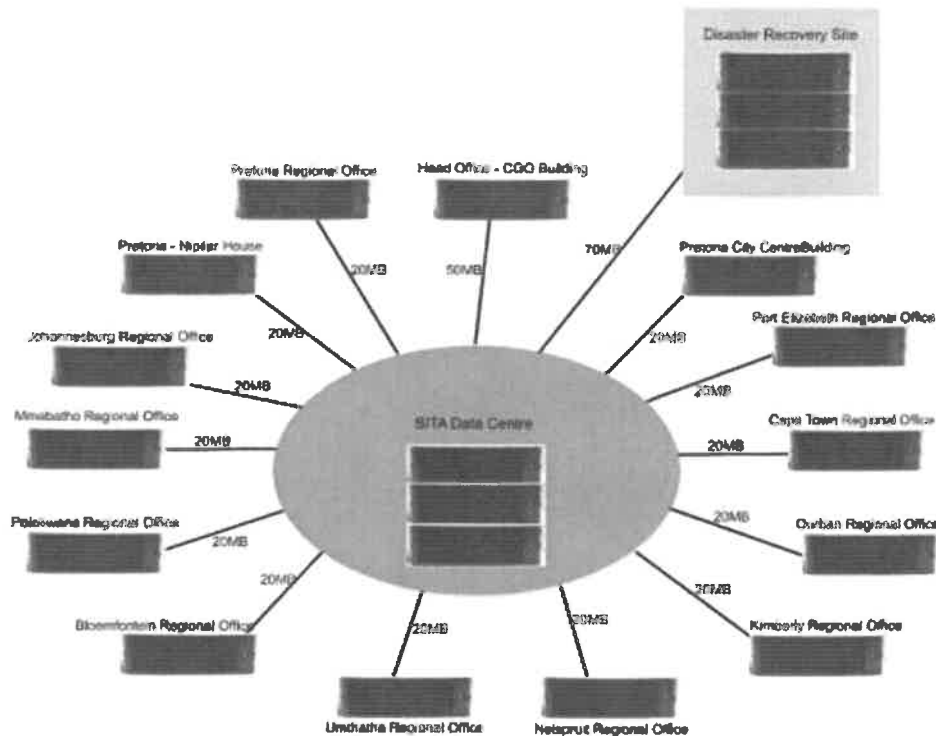 Disaster Recovery Site
Pretoria Regional Office
Head Office - CGO Building
20MB
50MB
70MB
Pretoria City CentreBuilding
20MB
Pretoria - Nipilar House
20MB
Port Elizabeth Regional Office
20MB
Johannesburg Regional Office
20MB
SITA Data Centre
Mmabatho Regional Office
20MB
Cape Town Regional Office
20MB
Polokwane Regional Office
20MB
Durban Regional Office
20MB
Bloemfontein Regional Office
20MB
Kimberly Regional Office
20MB
Umthatha Regional Office
20MB
Nelspruit Regional Office
20MB